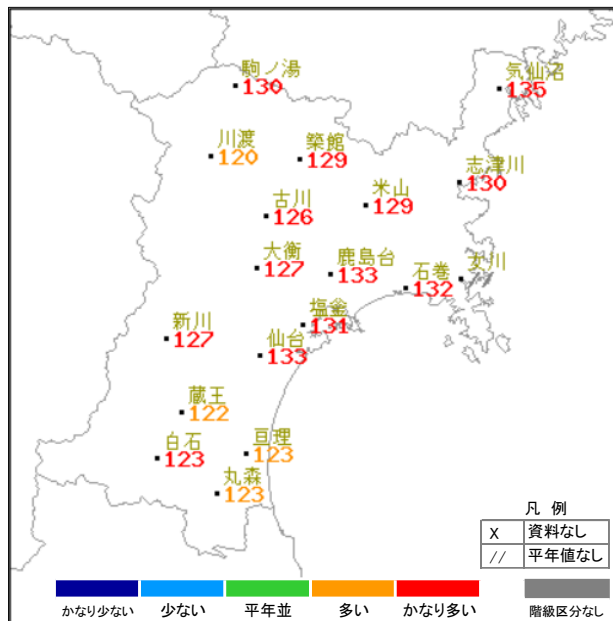 駒ノ湯
130
気仙沼
135
川渡
120
築館
129
志津川
130
米山
129
古川
126
大衡
127
鹿島台
133
石巻
132
女川
塩釜
131
新川
127
仙台
133
蔵王
122
白石
123
亘理
123
丸森
123
凡 例
X 資料なし
// 平年値なし
かなり少ない 少ない 平年並 多い かなり多い 階級区分なし